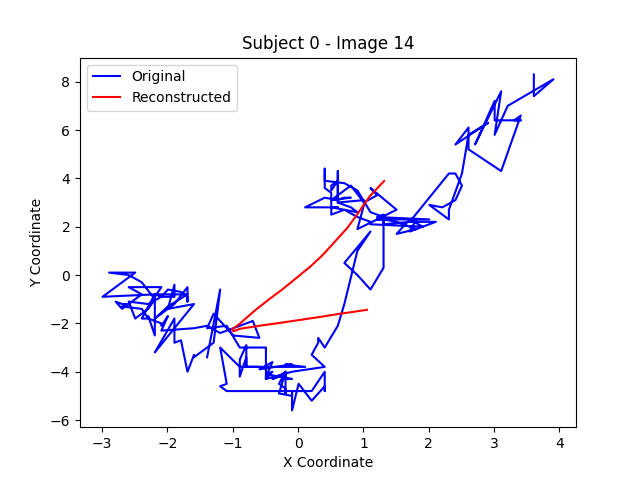 Subject 0 - Image 14
Original
Reconstructed
Y Coordinate
8
6
4
2
0
−2
−4
−6
−3 −2 −1 0 1 2 3 4
X Coordinate